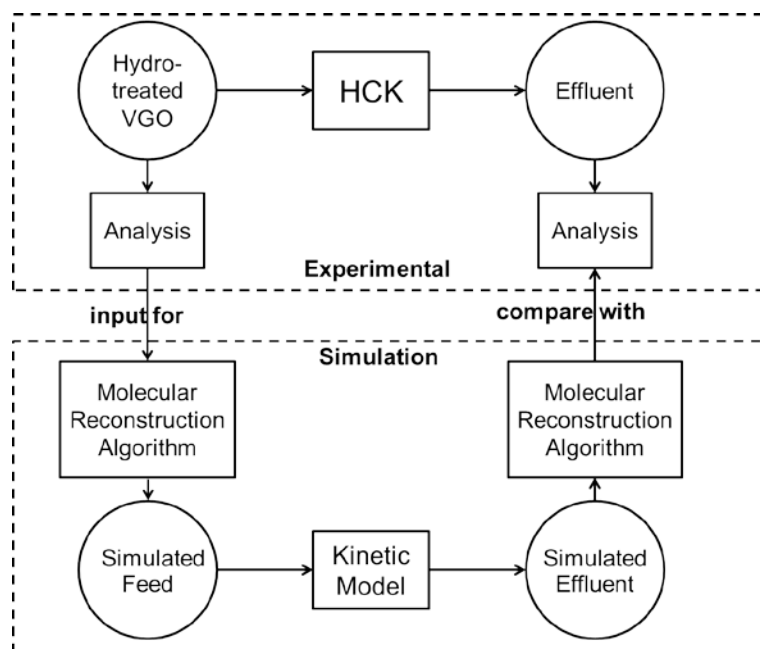 Hydro-
treated
VGO
HCK
Effluent
Analysis
Analysis
Experimental
input for
compare with
Simulation
Molecular
Reconstruction
Algorithm
Molecular
Reconstruction
Algorithm
Simulated
Feed
Kinetic
Model
Simulated
Effluent